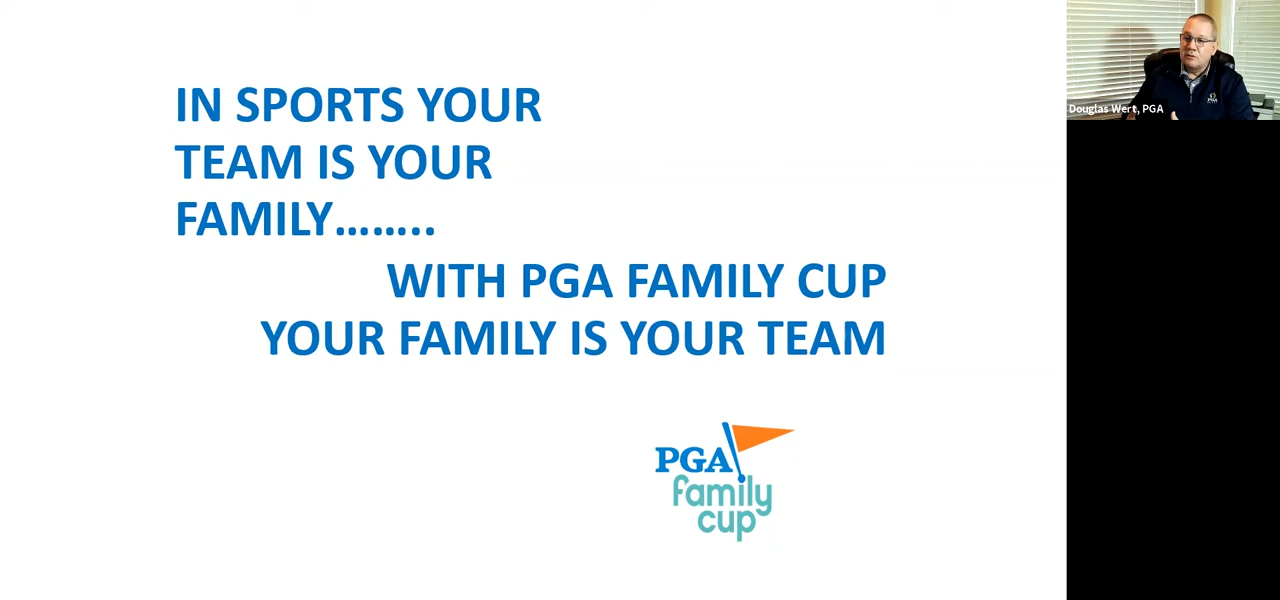 IN SPORTS YOUR
TEAM IS YOUR
FAMILY……..
WITH PGA FAMILY CUP
YOUR FAMILY IS YOUR TEAM
PGA
family
cup
Douglas Wert, PGA
PGA